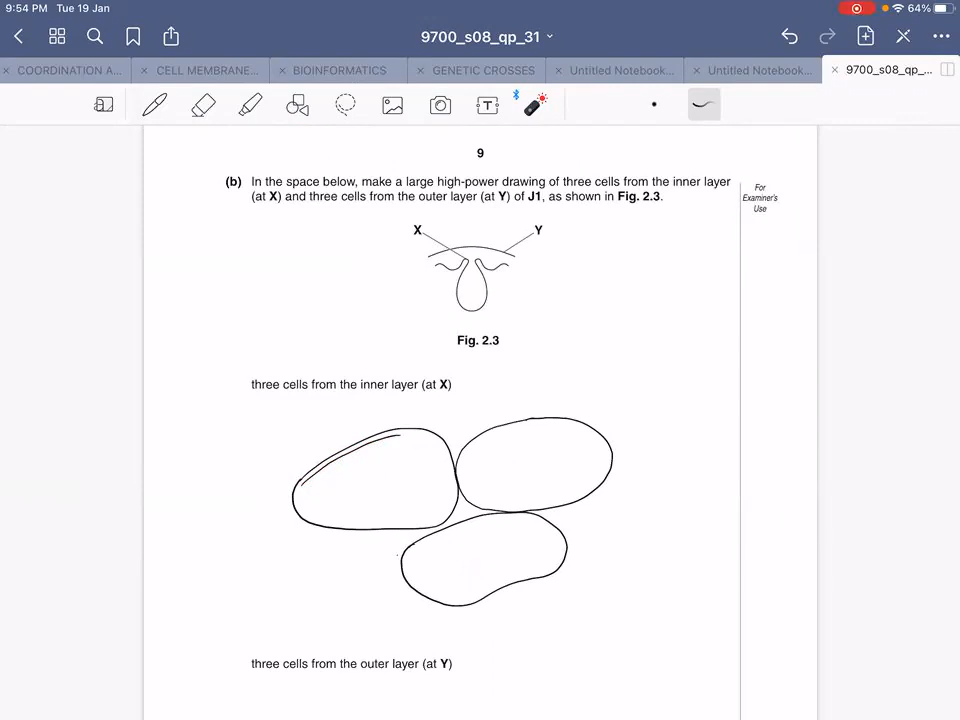 9:54 PM Tue 19 Jan 64%
9700_s08_qp_31
COORDINATION A... CELL MEMBRANE... BIOINFORMATICS GENETIC CROSSES Untitled Notebook... Untitled Notebook... 9700_s08_qp_...
9
(b) In the space below, make a large high-power drawing of three cells from the inner layer
(at X) and three cells from the outer layer (at Y) of J1, as shown in Fig. 2.3.
For
Examiner's
Use
X Y
Fig. 2.3
three cells from the inner layer (at X)
three cells from the outer layer (at Y)